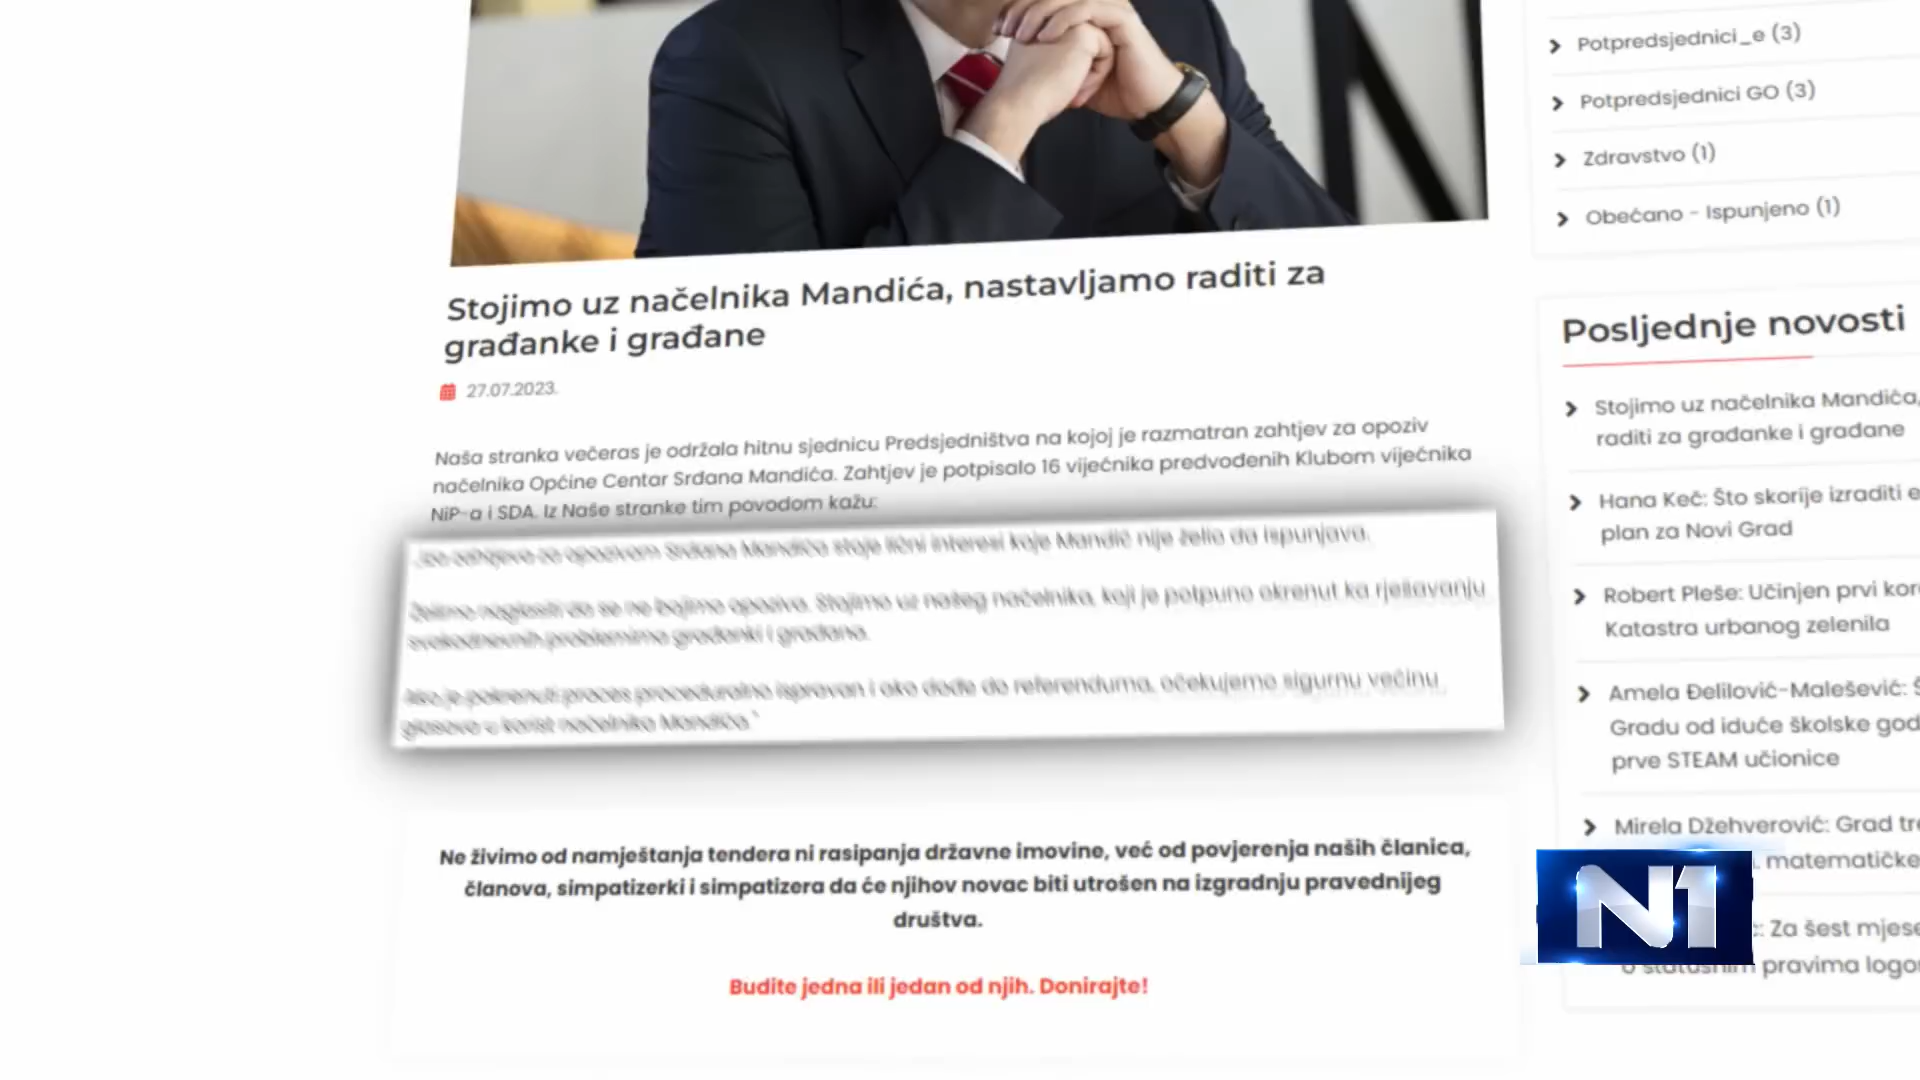 Stojimo uz načelnika Mandića, nastavljamo raditi za
građanke i građane
27.07.2023.
Naša stranka večeras je održala hitnu sjednicu Predsjedništva na kojoj je razmatran zahtjev za opoziv
načelnika Općine Centar Srđana Mandića. Zahtjev je potpisalo 16 vijećnika predvođenih Klubom vijećnika
NiP-a i SDA. Iz Naše stranke tim povodom kažu:
zahtjeva za opozivom Srđana Mandića stoje lični interesi koje Mandić nije želio da ispunjava.
Želimo naglasiti da se ne bojimo opoziva. Stojimo uz našeg načelnika, koji je potpuno okrenut ka rješavanju
svakodnevnih problemima građanki i građana.
Ako je pokrenuti proces proceduralno ispravan i ako dođe do referenduma, očekujemo sigurnu većinu,
glasova u korist načelnika Mandića."
Ne živimo od namještanja tendera ni rasipanja državne imovine, već od povjerenja naših članica,
članova, simpatizerki i simpatizera da će njihov novac biti utrošen na izgradnju pravednijeg
društva.
Budite jedna ili jedan od njih. Donirajte!
Potpredsjednici_e (3)
Potpredsjednici GO (3)
Zdravstvo (1)
Obećano - Ispunjeno (1)
Posljednje novosti
Stojimo uz načelnika Mandića,
raditi za građanke i građane
Hana Keč: Što skorije izraditi e
plan za Novi Grad
Robert Pleše: Učinjen prvi kor
Katastra urbanog zelenila
Amela Đelilović-Malešević: Š
Gradu od iduće školske god
prve STEAM učionice
Mirela Džehverović: Grad tre
matematičke
: Za šest mjese
o statusnim pravima logor
N1